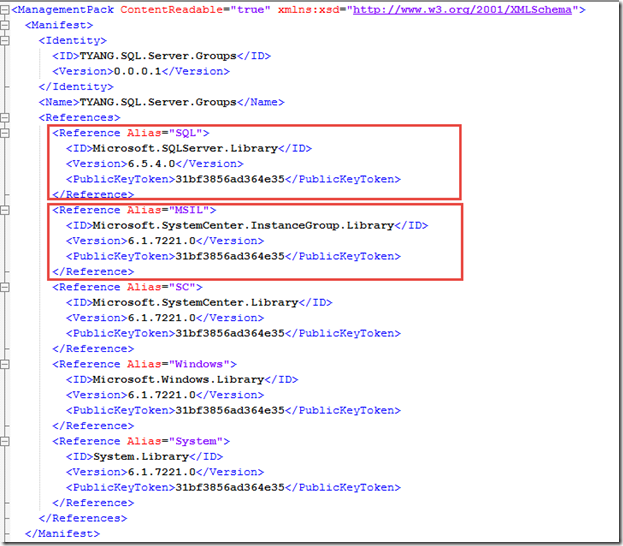 <ManagementPack ContentReadable="true" xmlns:xsd="http://www.w3.org/2001/XMLSchema">
<Manifest>
<Identity>
<ID>TYANG.SQL.Server.Groups</ID>
<Version>0.0.0.1</Version>
</Identity>
<Name>TYANG.SQL.Server.Groups</Name>
<References>
<Reference Alias="SQL">
<ID>Microsoft.SQLServer.Library</ID>
<Version>6.5.4.0</Version>
<PublicKeyToken>31bf3856ad364e35</PublicKeyToken>
</Reference>
<Reference Alias="MSIL">
<ID>Microsoft.SystemCenter.InstanceGroup.Library</ID>
<Version>6.1.7221.0</Version>
<PublicKeyToken>31bf3856ad364e35</PublicKeyToken>
</Reference>
<Reference Alias="SC">
<ID>Microsoft.SystemCenter.Library</ID>
<Version>6.1.7221.0</Version>
<PublicKeyToken>31bf3856ad364e35</PublicKeyToken>
</Reference>
<Reference Alias="Windows">
<ID>Microsoft.Windows.Library</ID>
<Version>6.1.7221.0</Version>
<PublicKeyToken>31bf3856ad364e35</PublicKeyToken>
</Reference>
<Reference Alias="System">
<ID>System.Library</ID>
<Version>6.1.7221.0</Version>
<PublicKeyToken>31bf3856ad364e35</PublicKeyToken>
</Reference>
</References>
</Manifest>